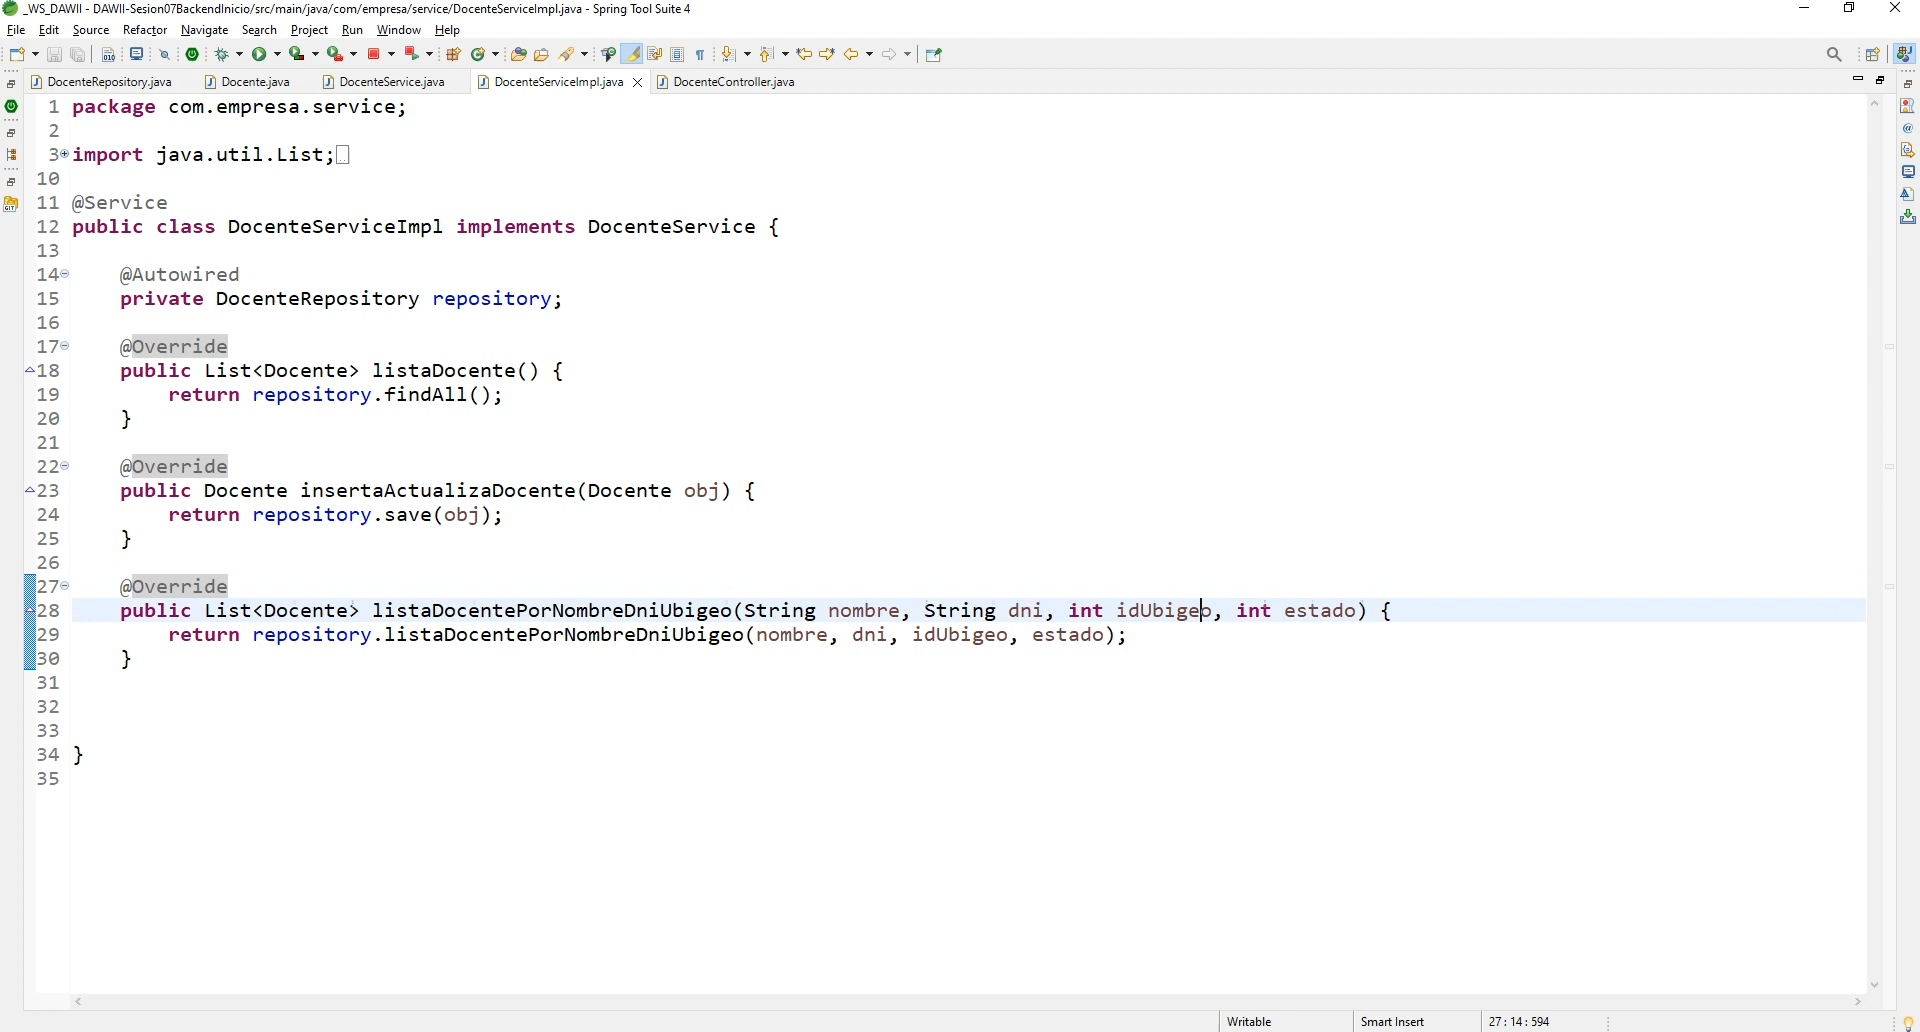 _WS_DAWII - DAWII-Sesion07BackendInicio/src/main/java/com/empresa/service/DocenteServiceImpl.java - Spring Tool Suite 4
File Edit Source Refactor Navigate Search Project Run Window Help
DocenteRepository.java Docente.java DocenteService.java DocenteServiceImpl.java DocenteController.java
1 package com.empresa.service;
2
3 import java.util.List;
10
11 @Service
12 public class DocenteServiceImpl implements DocenteService {
13
14 @Autowired
15 private DocenteRepository repository;
16
17 @Override
18 public List<Docente> listaDocente() {
19 return repository.findAll();
20 }
21
22 @Override
23 public Docente insertaActualizaDocente(Docente obj) {
24 return repository.save(obj);
25 }
26
27 @Override
28 public List<Docente> listaDocentePorNombreDniUbigeo(String nombre, String dni, int idUbigeo, int estado) {
29 return repository.listaDocentePorNombreDniUbigeo(nombre, dni, idUbigeo, estado);
30 }
31
32
33
34 }
35
Writable Smart Insert 27 : 14 : 594